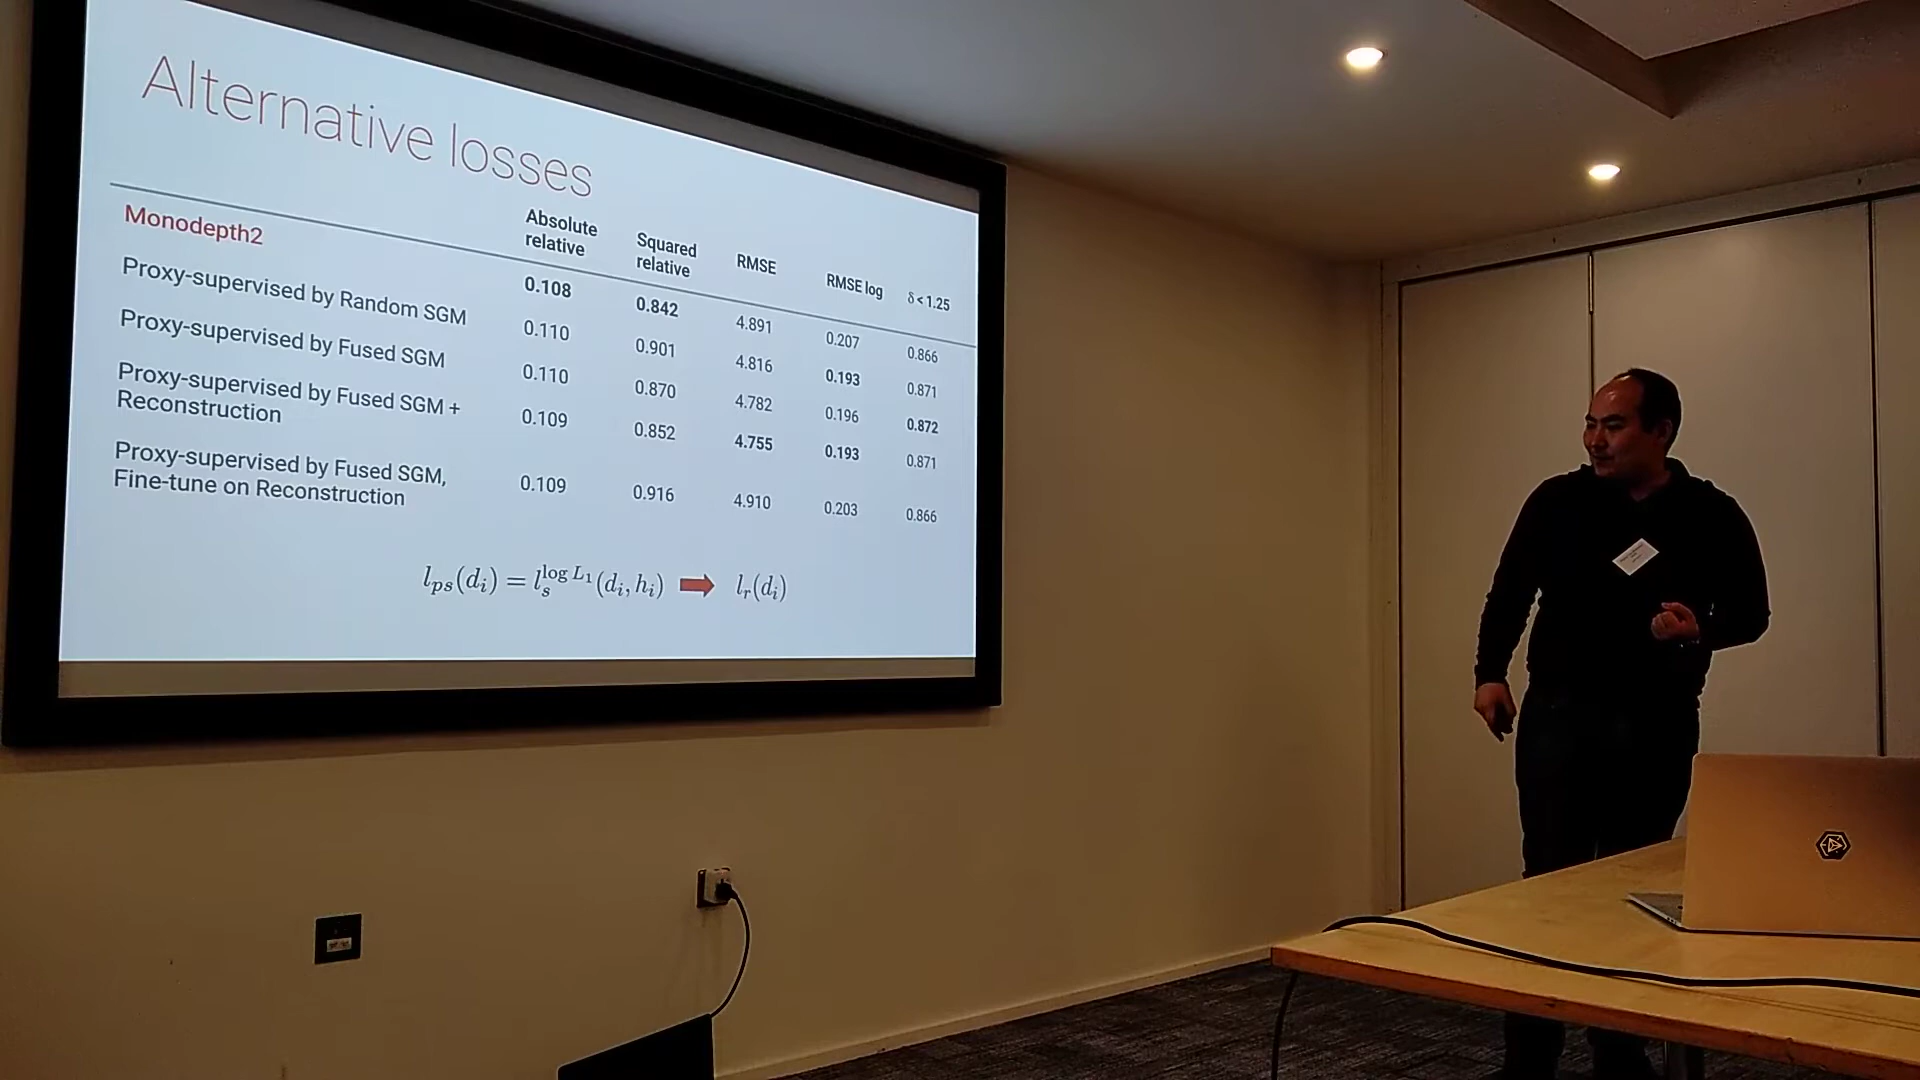 Alternative losses
Absolute relative Squared relative RMSE RMSE log δ < 1.25
Monodepth2 0.108 0.842 4.891 0.207 0.866
Proxy-supervised by Random SGM 0.110 0.901 4.816 0.193 0.871
Proxy-supervised by Fused SGM 0.110 0.870 4.782 0.196 0.872
Proxy-supervised by Fused SGM + Reconstruction 0.109 0.852 4.755 0.193 0.871
Proxy-supervised by Fused SGM, Fine-tune on Reconstruction 0.109 0.916 4.910 0.203 0.866
l_{ps}(d_i) = l_s^{log L_1}(d_i, h_i) ➡ l_r(d_i)